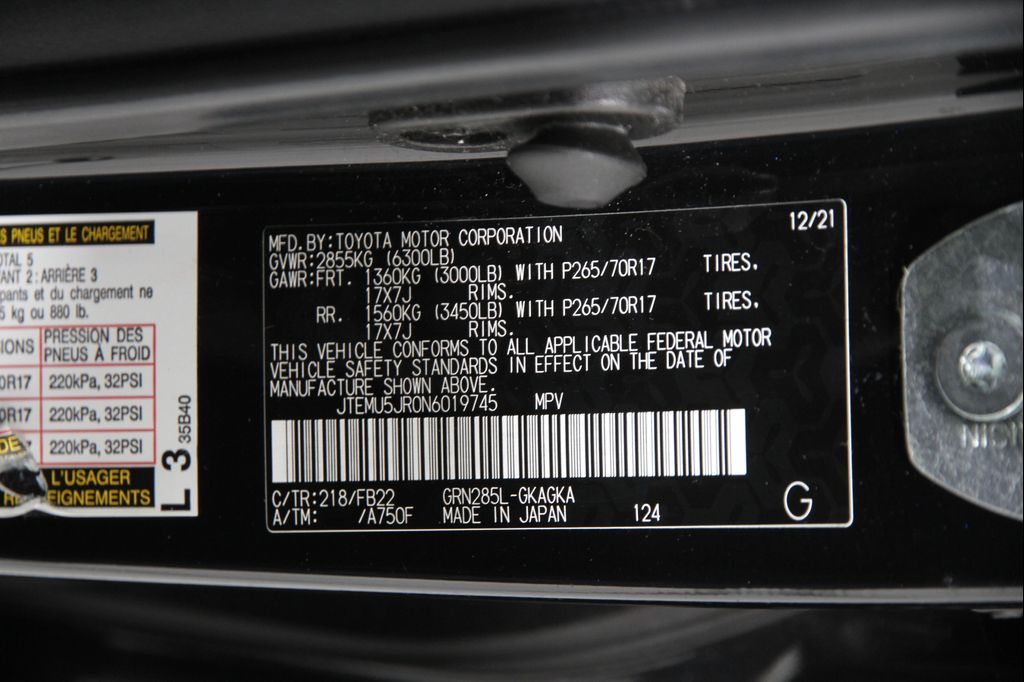 S PNEUS ET LE CHARGEMENT
OTAL 5
ANT 2: ARRIÈRE 3
pants et du chargement ne
5 kg ou 880 lb.
IONS PRESSION DES PNEUS À FROID
0R17 220kPa, 32PSI
0R17 220kPa, 32PSI
220kPa, 32PSI
DE L'USAGER
EIGNEMENTS
L 3 35B40
12/21
MFD.BY:TOYOTA MOTOR CORPORATION
GVWR:2855KG (6300LB)
GAWR:FRT. 1360KG (3000LB) WITH P265/70R17 TIRES.
17X7J RIMS.
RR. 1560KG (3450LB) WITH P265/70R17 TIRES.
17X7J RIMS.
THIS VEHICLE CONFORMS TO ALL APPLICABLE FEDERAL MOTOR
VEHICLE SAFETY STANDARDS IN EFFECT ON THE DATE OF
MANUFACTURE SHOWN ABOVE.
JTEMU5JR0N6019745 MPV
C/TR:218/FB22 GRN285L-GKAGKA
A/TM: /A750F MADE IN JAPAN 124
G